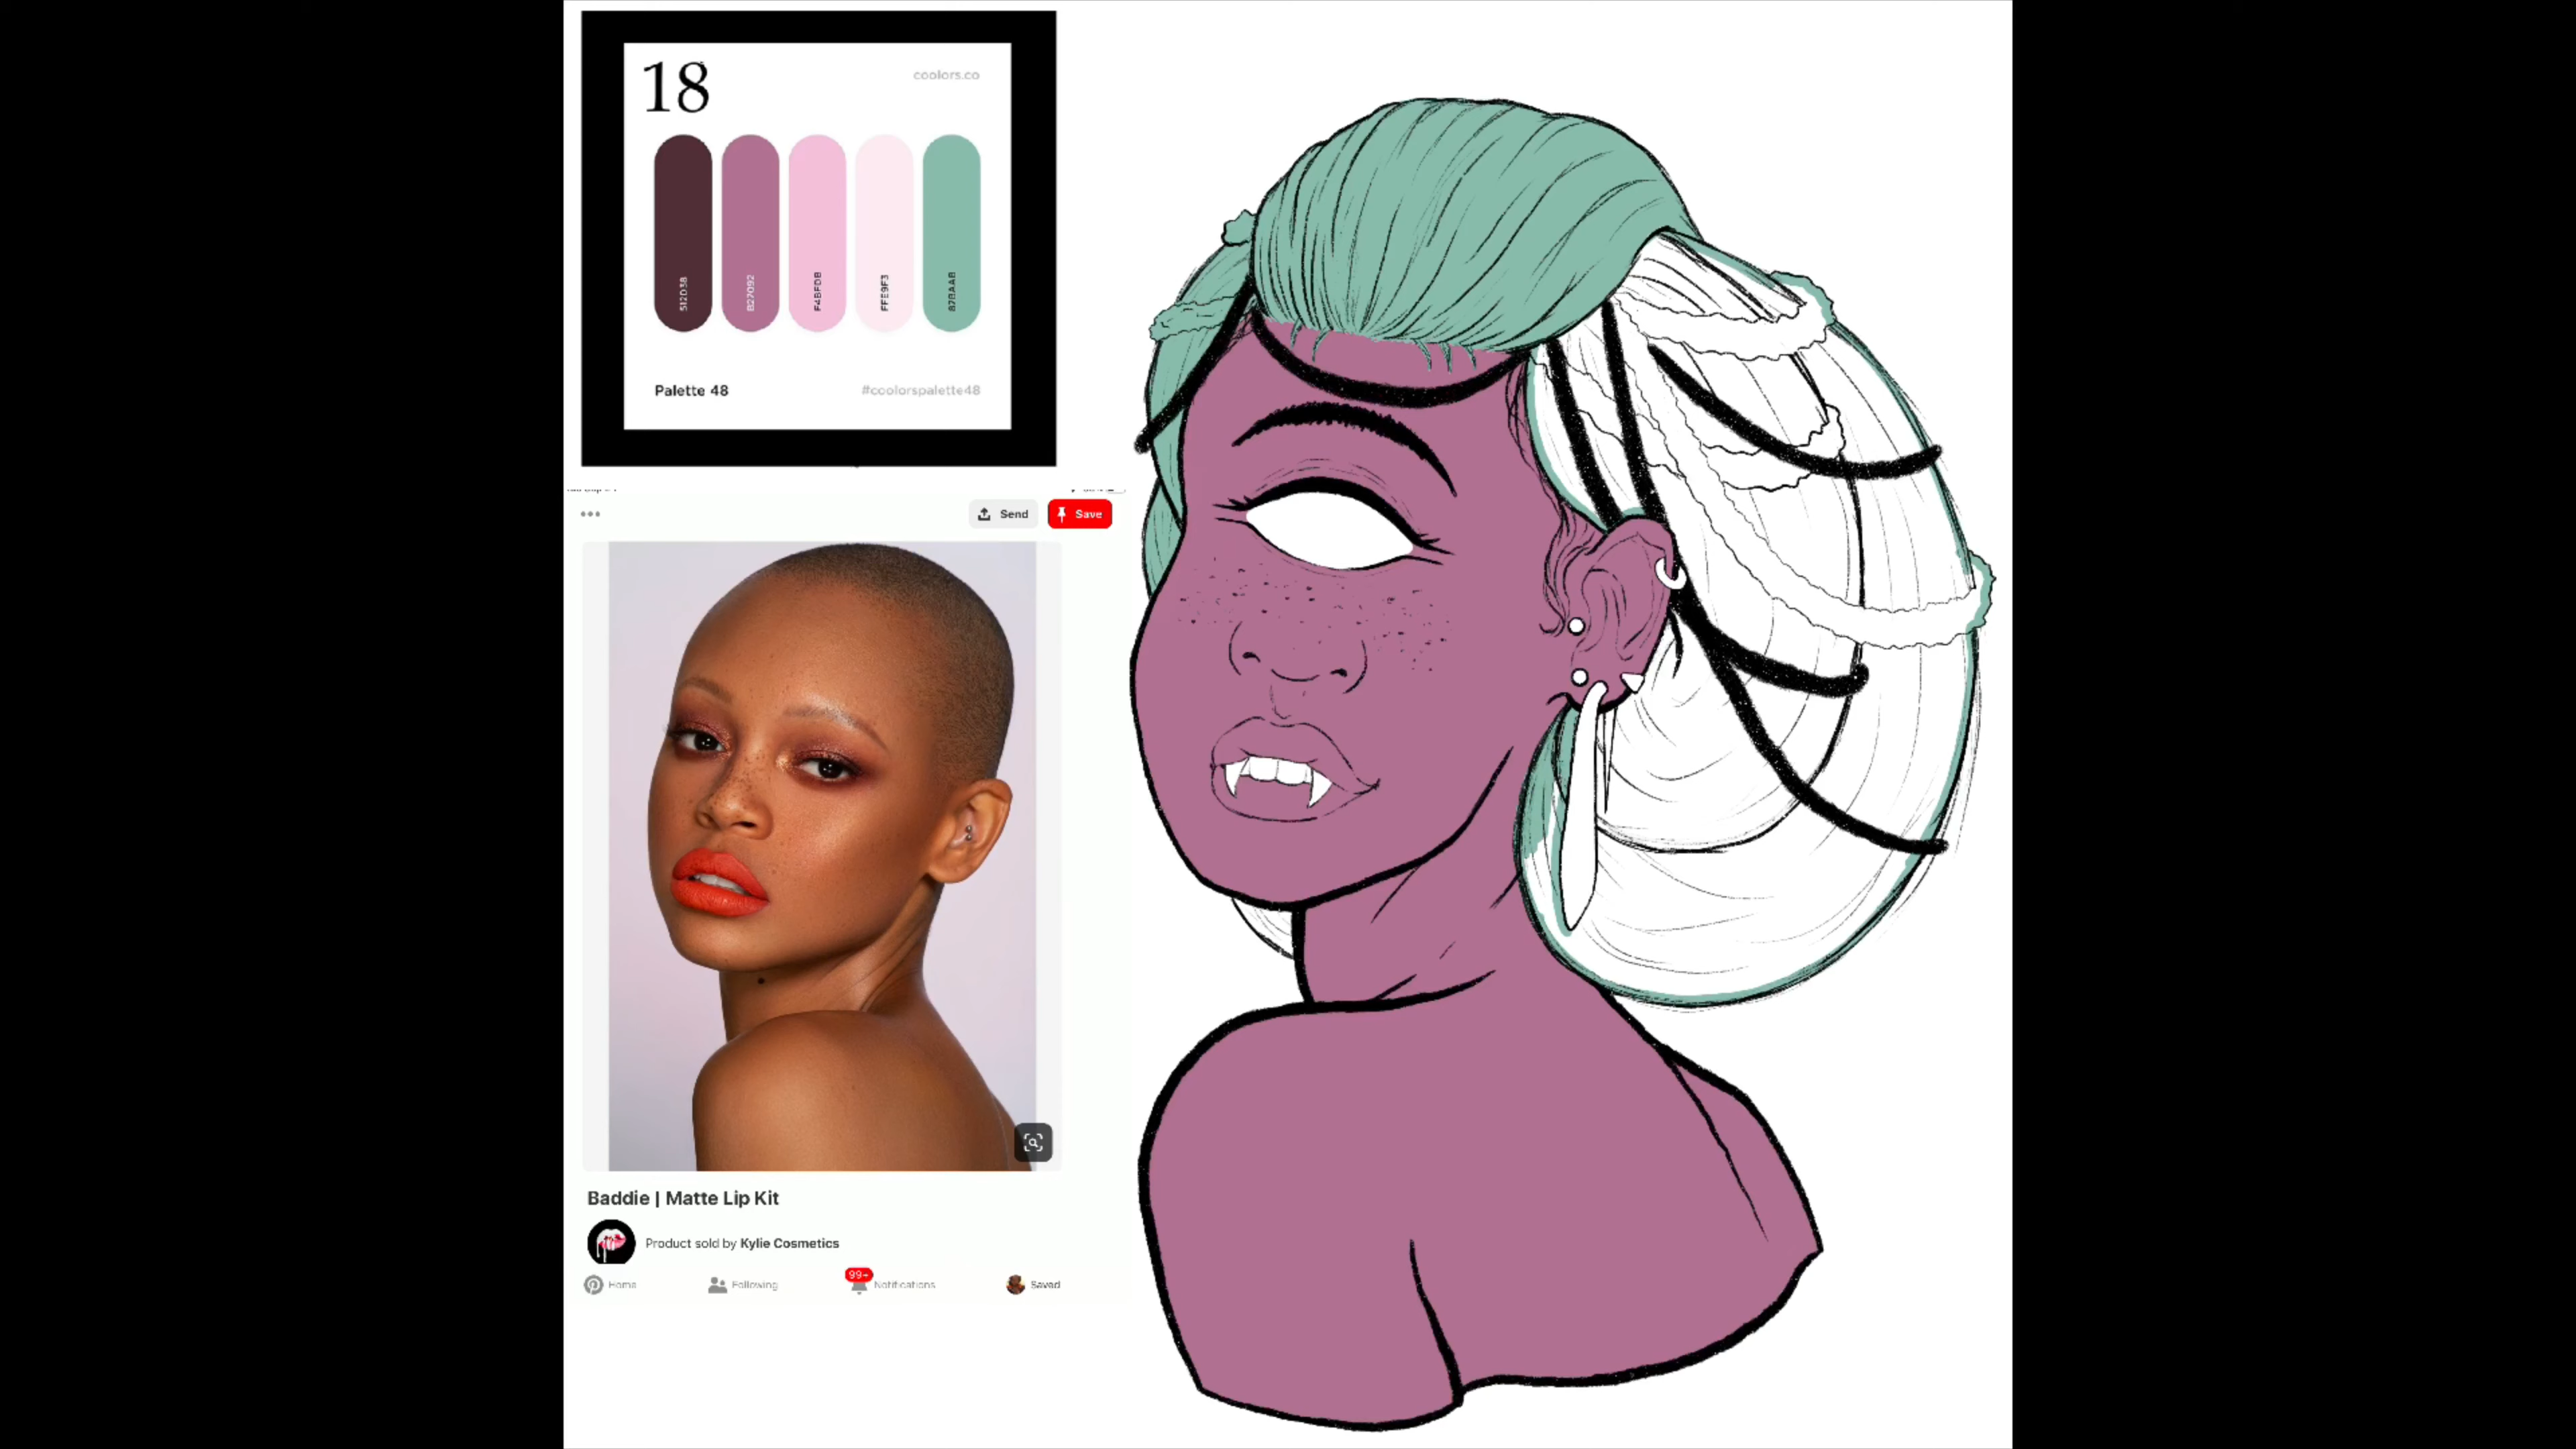 18
coolors.co
512D38
B27092
F4BFDB
FFE9F3
87BAAB
Palette 48
#coolorspalette48
Send
Save
Baddie | Matte Lip Kit
Product sold by Kylie Cosmetics
99+
Home
Following
Notifications
Saved